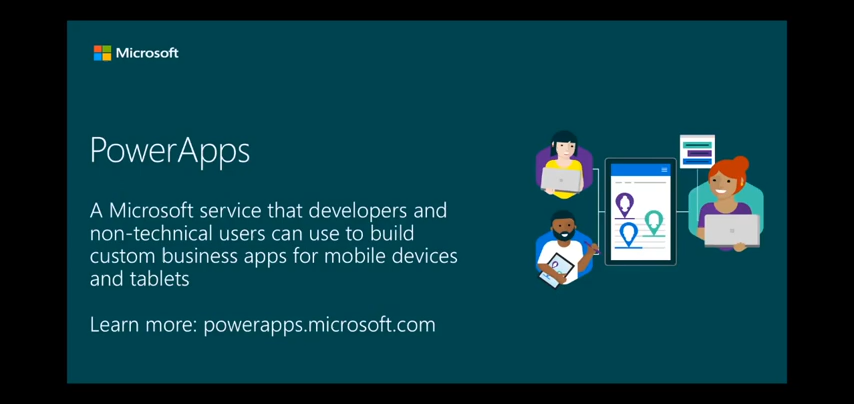 Microsoft
PowerApps
A Microsoft service that developers and
non-technical users can use to build
custom business apps for mobile devices
and tablets
Learn more: powerapps.microsoft.com